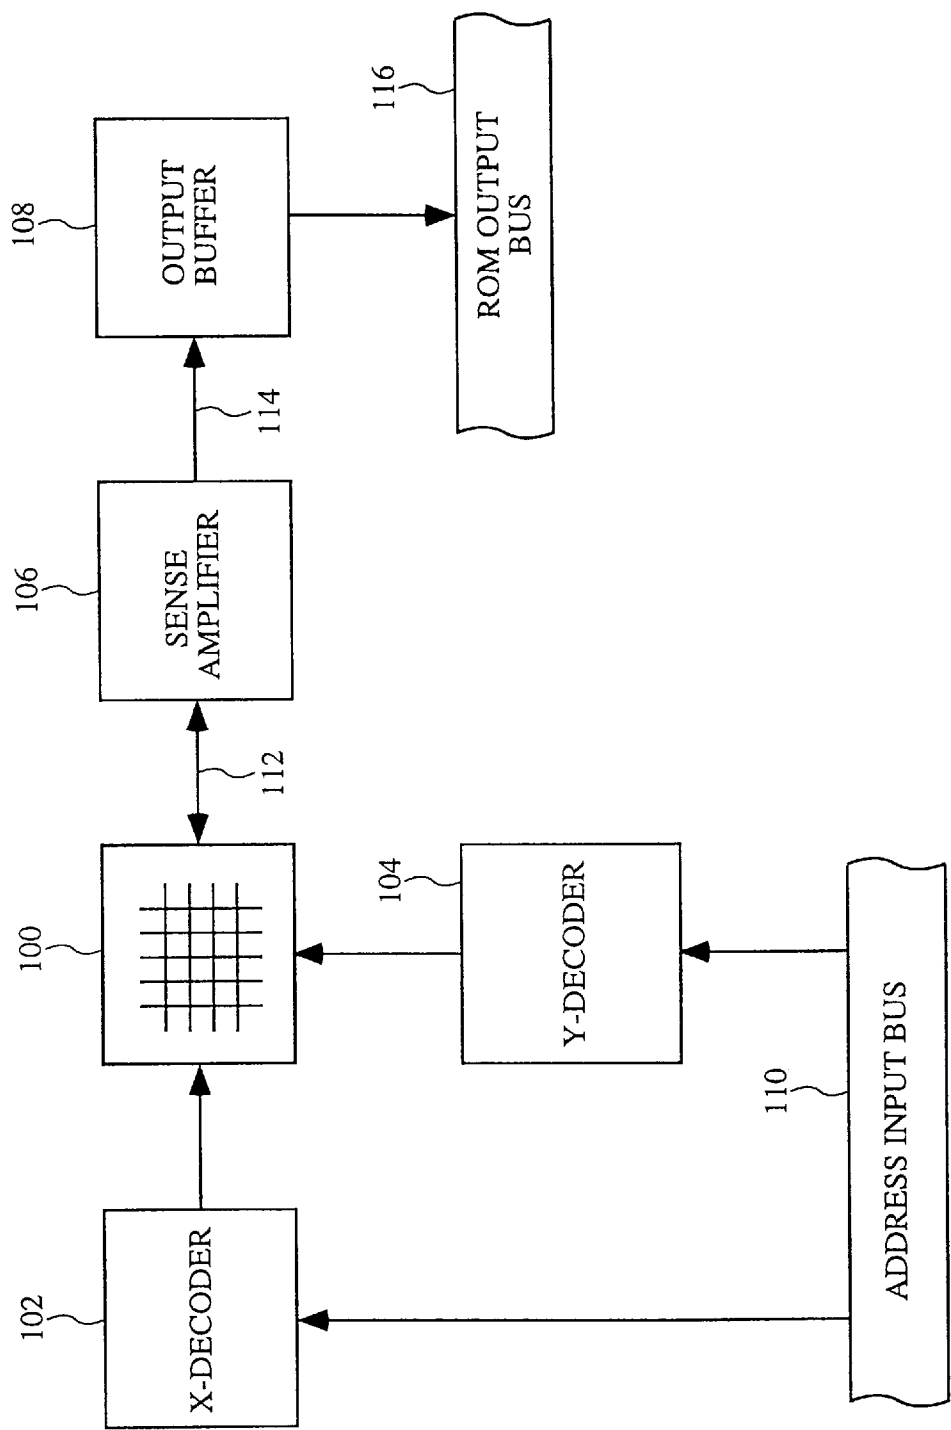 102
X-DECODER
100
112
106
SENSE
AMPLIFIER
114
108
OUTPUT
BUFFER
104
Y-DECODER
116
ROM OUTPUT
BUS
110
ADDRESS INPUT BUS